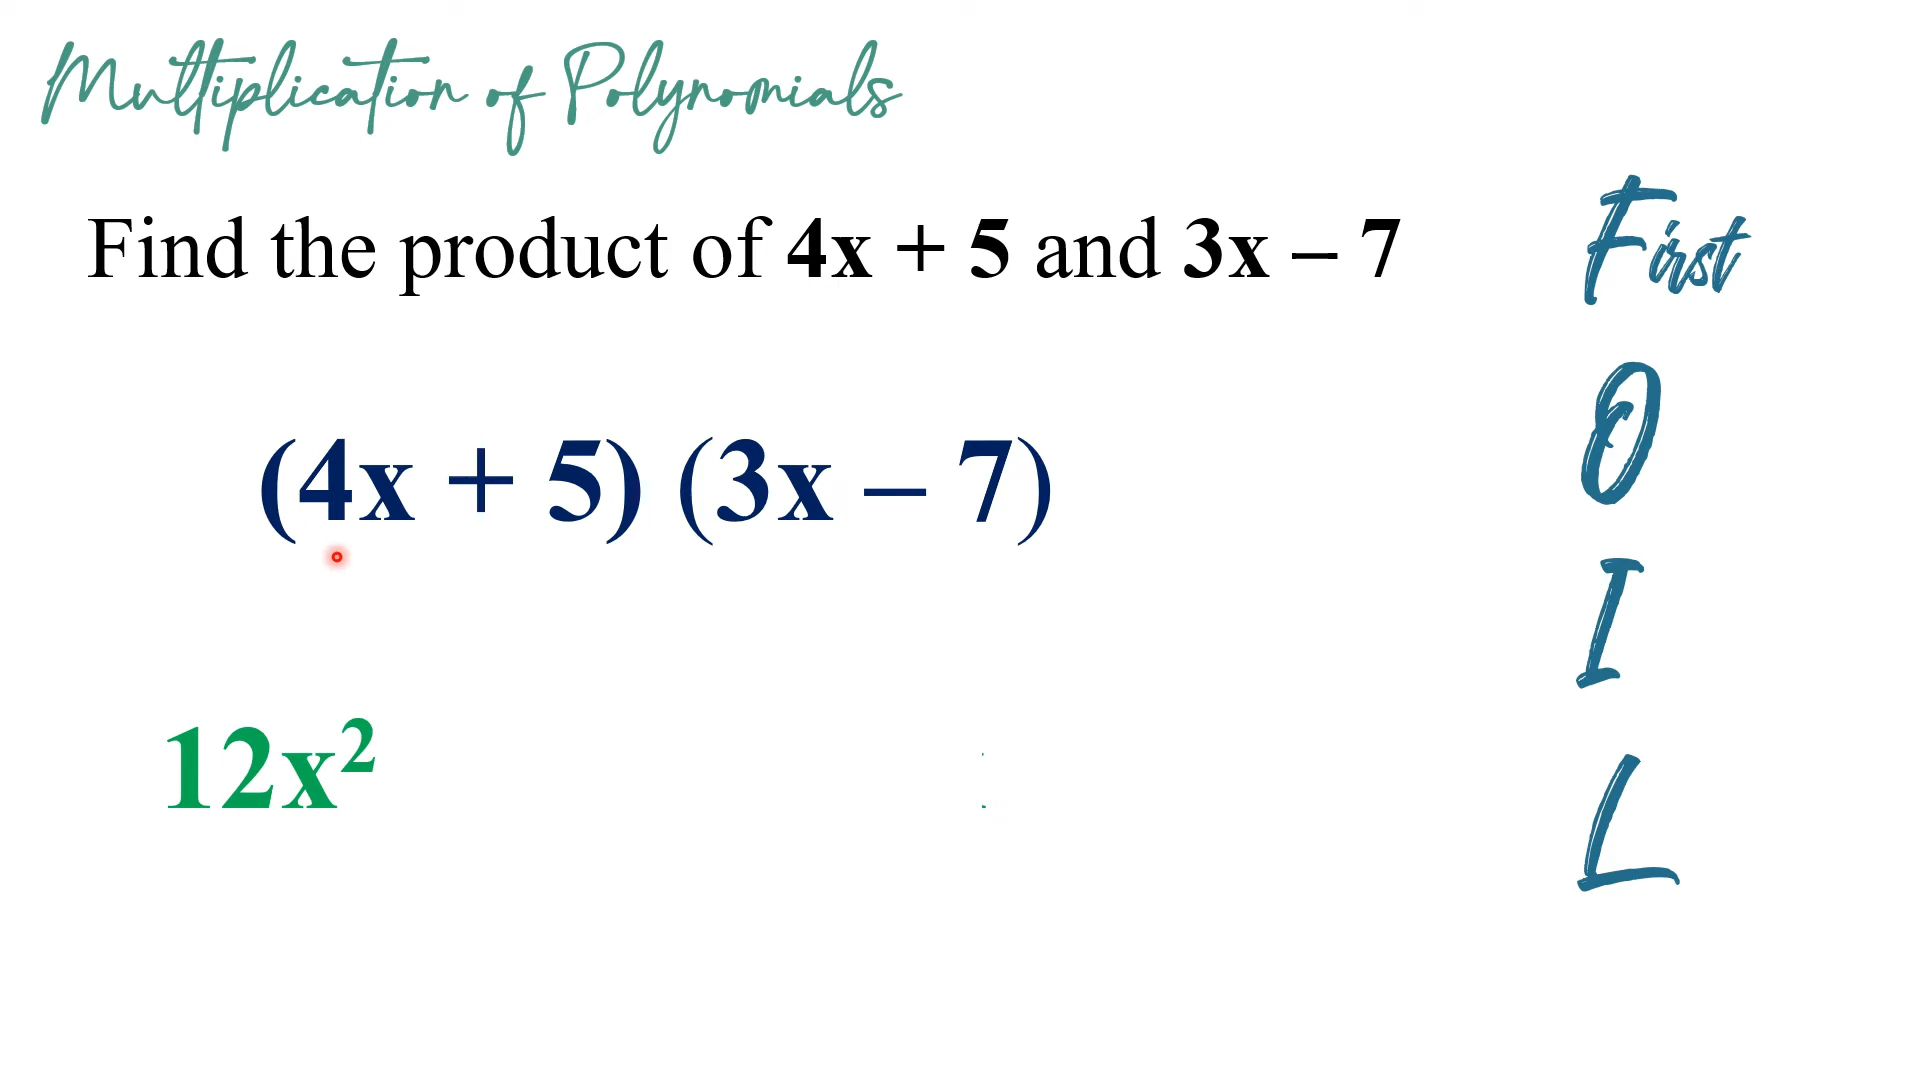 Multiplication of Polynomials
Find the product of 4x + 5 and 3x – 7
First
(4x + 5) (3x – 7)
O
I
12x²
L